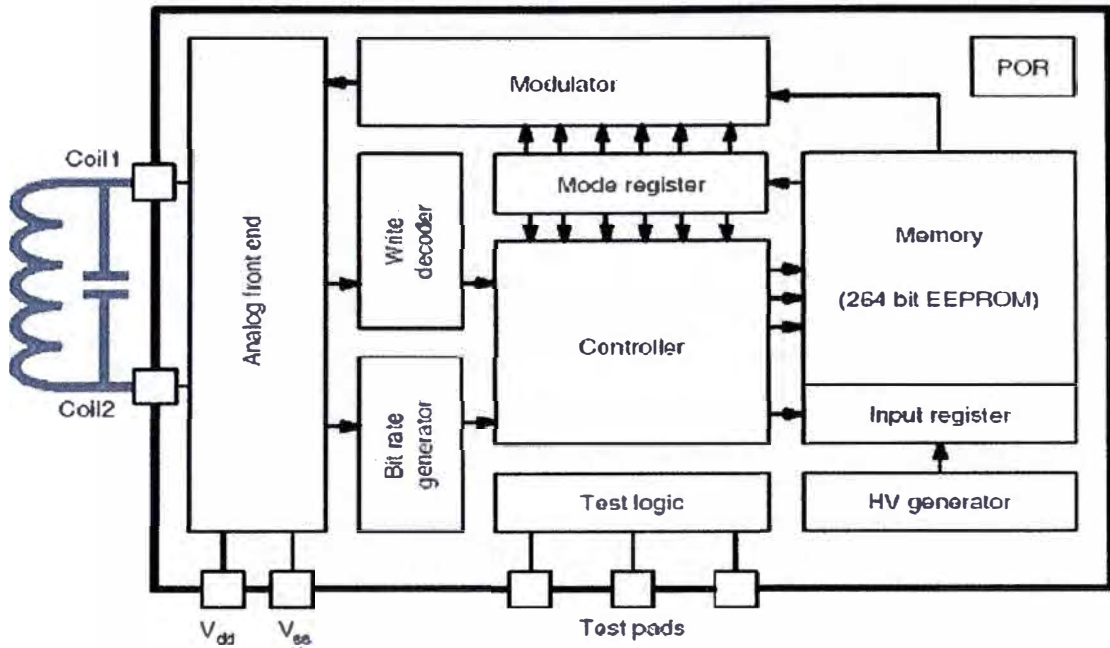 Modulator
POR
Coil1
Mode register
Write
decoder
Analog front end
Memory
(264 bit EEPROM)
Controller
Coil2
Bit rate
generator
Input register
Test logic
HV generator
Vdd
Vss
Test pads